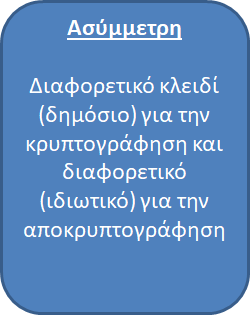 Ασύμμετρη
Διαφορετικό κλειδί
(δημόσιο) για την
κρυπτογράφηση και
διαφορετικό
(ιδιωτικό) για την
αποκρυπτογράφηση